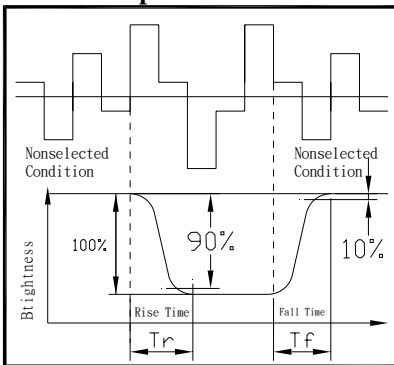 Nonselected Nonselected
Condition Condition
100% 90% 10%
Btightness
Rise Time Fall Time
Tr Tf